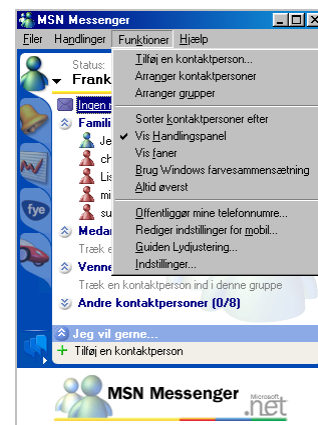 MSN Messenger
Filer Handlinger Funktioner Hjælp
Status:
Frank
Ingen
Famili
Je
ch
Lis
mi
su
Meda
Træk e
Venne
Træk en kontaktperson ind i denne gruppe
Andre kontaktpersoner (0/8)
Tilføj en kontaktperson...
Arranger kontaktpersoner
Arranger grupper
Sorter kontaktpersoner efter
Vis Handlingspanel
Vis faner
Brug Windows farvesammensætning
Altid øverst
Offentliggør mine telefonnumre...
Rediger indstillinger for mobil...
Guiden Lydjustering...
Indstillinger...
fye
Jeg vil gerne...
+ Tilføj en kontaktperson
MSN Messenger
Microsoft
.net